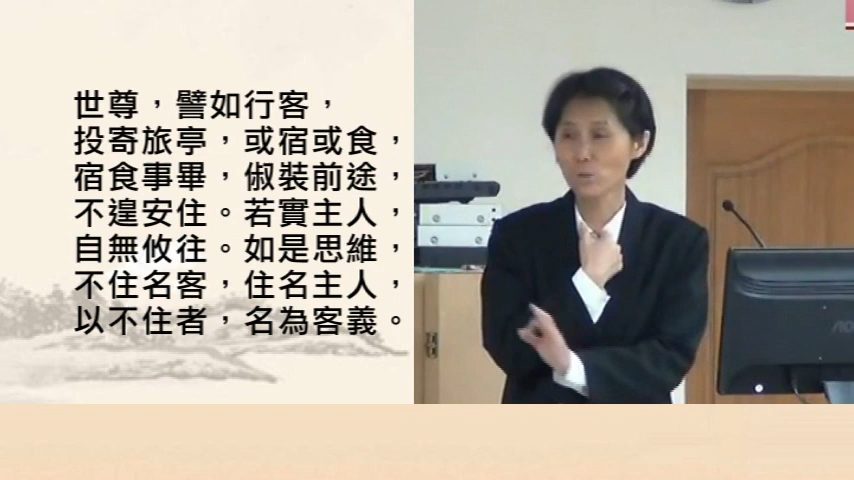 世尊，譬如行客，
投寄旅亭，或宿或食，
宿食事畢，俶裝前途，
不遑安住。若實主人，
自無攸往。如是思維，
不住名客，住名主人，
以不住者，名為客義。